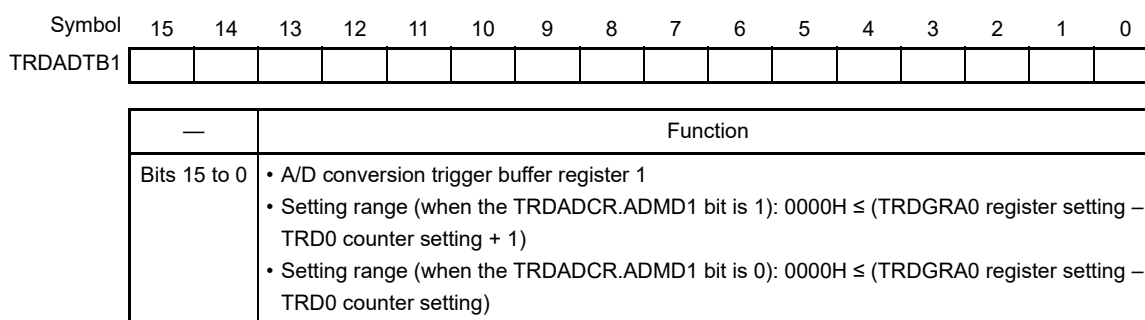 Symbol 15 14 13 12 11 10 9 8 7 6 5 4 3 2 1 0
TRDADTB1
— Function
Bits 15 to 0 • A/D conversion trigger buffer register 1
• Setting range (when the TRDADCR.ADMD1 bit is 1): 0000H ≤ (TRDGRA0 register setting –
TRD0 counter setting + 1)
• Setting range (when the TRDADCR.ADMD1 bit is 0): 0000H ≤ (TRDGRA0 register setting –
TRD0 counter setting)